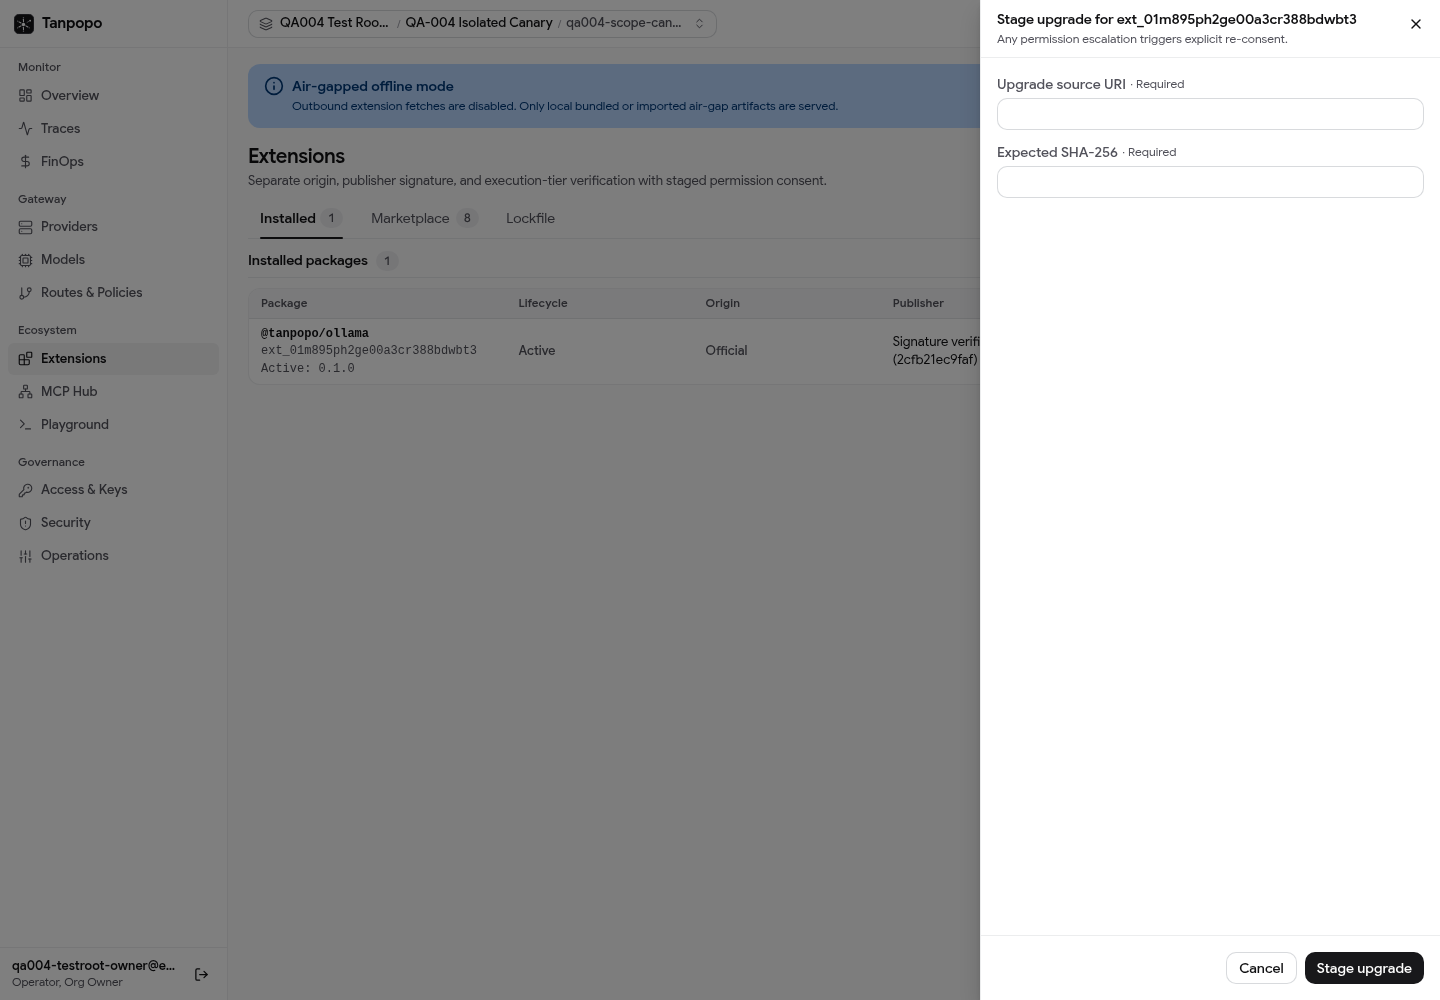 Tanpopo
Monitor
Overview
Traces
FinOps
Gateway
Providers
Models
Routes & Policies
Ecosystem
Extensions
MCP Hub
Playground
Governance
Access & Keys
Security
Operations
qa004-testroot-owner@e...
Operator, Org Owner
QA004 Test Roo... / QA-004 Isolated Canary / qa004-scope-can...
Air-gapped offline mode
Outbound extension fetches are disabled. Only local bundled or imported air-gap artifacts are served.
Extensions
Separate origin, publisher signature, and execution-tier verification with staged permission consent.
Installed 1 Marketplace 8 Lockfile
Installed packages 1
Package Lifecycle Origin Publisher
@tanpopo/ollama
ext_01m895ph2ge00a3cr388bdwbt3
Active: 0.1.0
Active
Official
Signature verifi
(2cfb21ec9faf)
Stage upgrade for ext_01m895ph2ge00a3cr388bdwbt3
Any permission escalation triggers explicit re-consent.
Upgrade source URI · Required
Expected SHA-256 · Required
Cancel
Stage upgrade